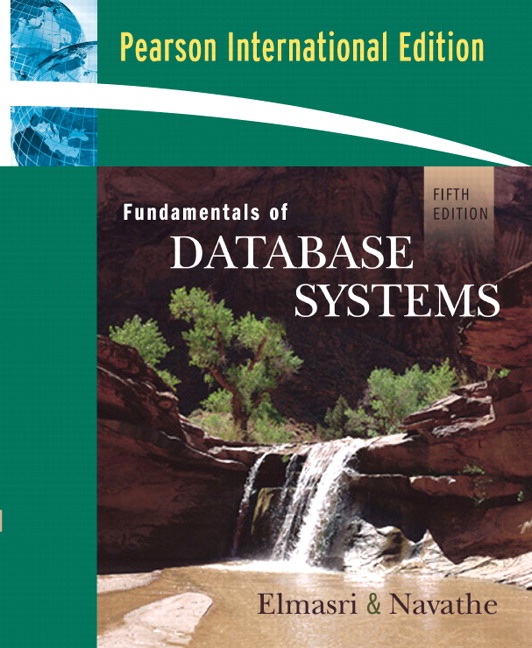 Pearson International Edition
FIFTH
EDITION
Fundamentals of
DATABASE
SYSTEMS
Elmasri & Navathe